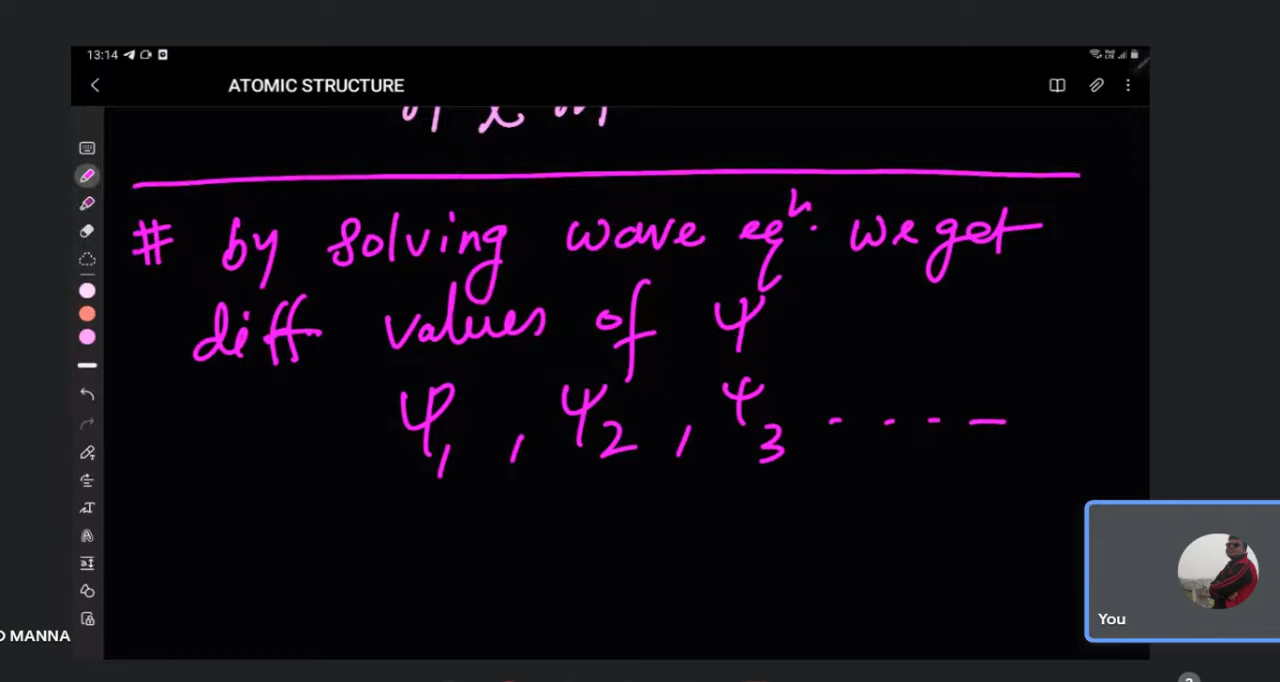 13:14
ATOMIC STRUCTURE
# by solving wave eqⁿ. we get
diff. values of ψ
ψ₁ , ψ₂ , ψ₃ - - - -
You
MANNA